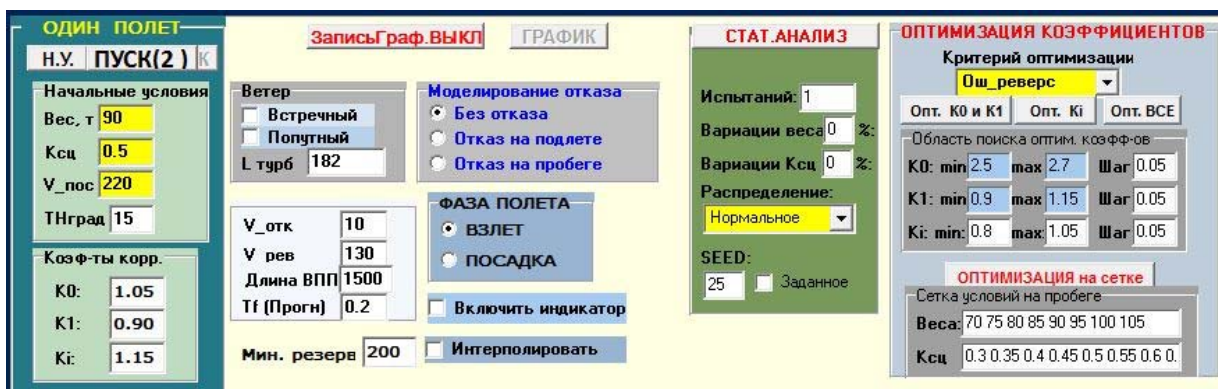 ОДИН ПОЛЕТ
Н.У. ПУСК(2 ) К
Начальные условия
Вес, т 90
Ксц 0.5
V_пос 220
ТНград 15
Коэф-ты корр.
К0: 1.05
К1: 0.90
Кi: 1.15
ЗаписьГраф.ВЫКЛ ГРАФИК
Ветер
Встречный
Попутный
L турб 182
Моделирование отказа
Без отказа
Отказ на подлете
Отказ на пробеге
V_отк 10
V_рев 130
Длина ВПП 1500
Tf (Прогн) 0.2
ФАЗА ПОЛЕТА
ВЗЛЕТ
ПОСАДКА
Включить индикатор
Мин. резерв 200
Интерполировать
СТАТ.АНАЛИЗ
Испытаний: 1
Вариации веса 0 %:
Вариации Ксц 0 %:
Распределение:
Нормальное
SEED:
25 Заданное
ОПТИМИЗАЦИЯ КОЭФФИЦИЕНТОВ
Критерий оптимизации
Ош_реверс
Опт. К0 и К1 Опт. Кi Опт. ВСЕ
Область поиска оптим. коэфф-ов
К0: min 2.5 max 2.7 Шаг 0.05
К1: min 0.9 max 1.15 Шаг 0.05
Кi: min: 0.8 max: 1.05 Шаг 0.05
ОПТИМИЗАЦИЯ на сетке
Сетка условий на пробеге
Веса: 70 75 80 85 90 95 100 105
Ксц 0.3 0.35 0.4 0.45 0.5 0.55 0.6 0.